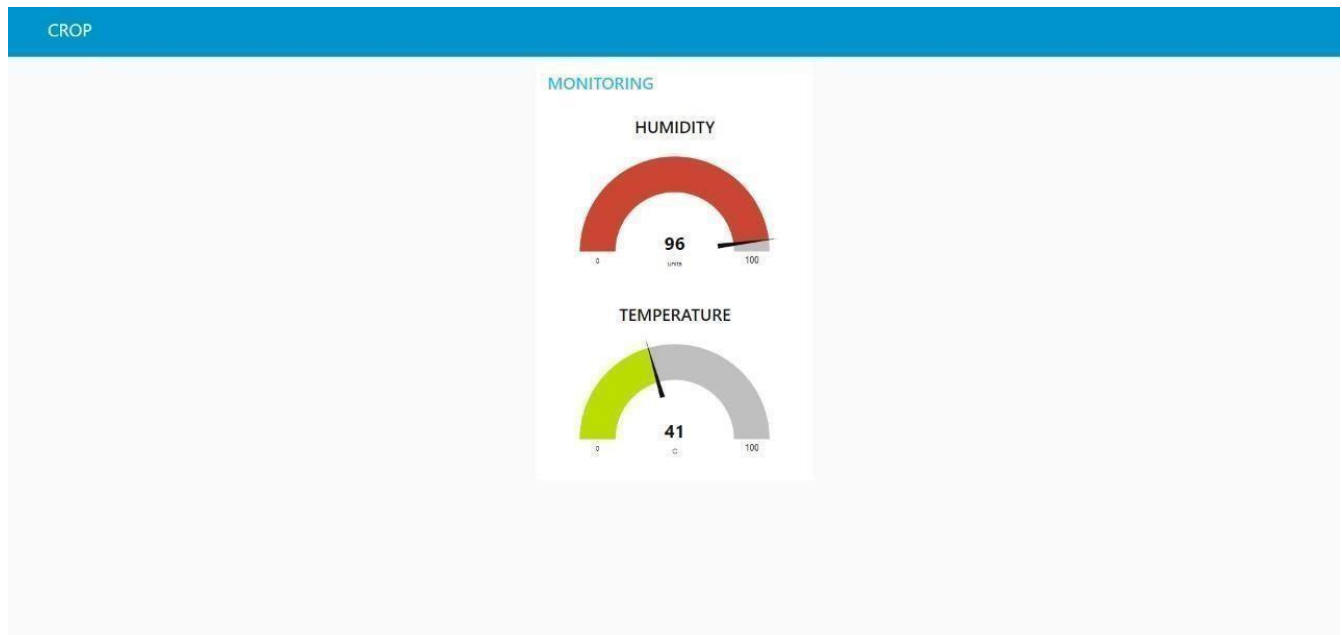 CROP
MONITORING
HUMIDITY
96
units
0
100
TEMPERATURE
41
C
0
100